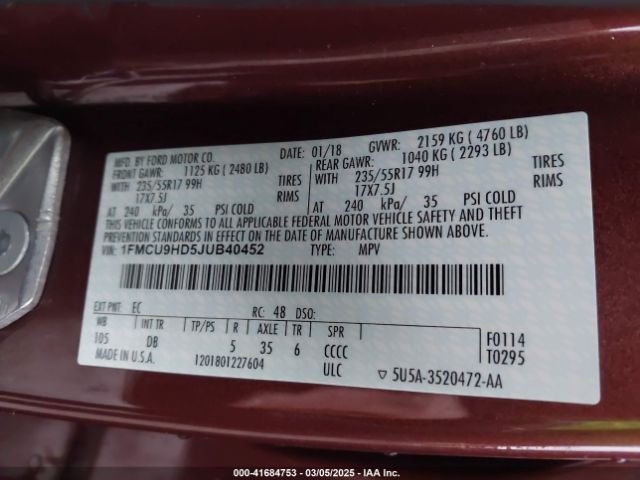 MFD. BY FORD MOTOR CO. DATE: 01/18 GVWR: 2159 KG ( 4760 LB)
FRONT GAWR: 1125 KG ( 2480 LB) REAR GAWR: 1040 KG ( 2293 LB)
WITH 235/55R17 99H TIRES WITH 235/55R17 99H TIRES
17X7.5J RIMS 17X7.5J RIMS
AT 240 kPa/ 35 PSI COLD AT 240 kPa/ 35 PSI COLD
THIS VEHICLE CONFORMS TO ALL APPLICABLE FEDERAL MOTOR VEHICLE SAFETY AND THEFT
PREVENTION STANDARDS IN EFFECT ON THE DATE OF MANUFACTURE SHOWN ABOVE.
VIN: 1FMCU9HD5JUB40452 TYPE: MPV
EXT PNT: EC RC: 48 DSO:
WB INT TR TP/PS R AXLE TR SPR F0114
105 DB 5 35 6 CCCC T0295
MADE IN U.S.A. 1201801227604 ULC ▽ 5U5A-3520472-AA
000-41684753 - 03/05/2025 - IAA Inc.